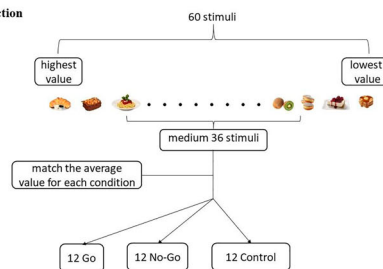 ction
60 stimuli
highest
value
lowest
value
medium 36 stimuli
match the average
value for each condition
12 Go
12 No-Go
12 Control